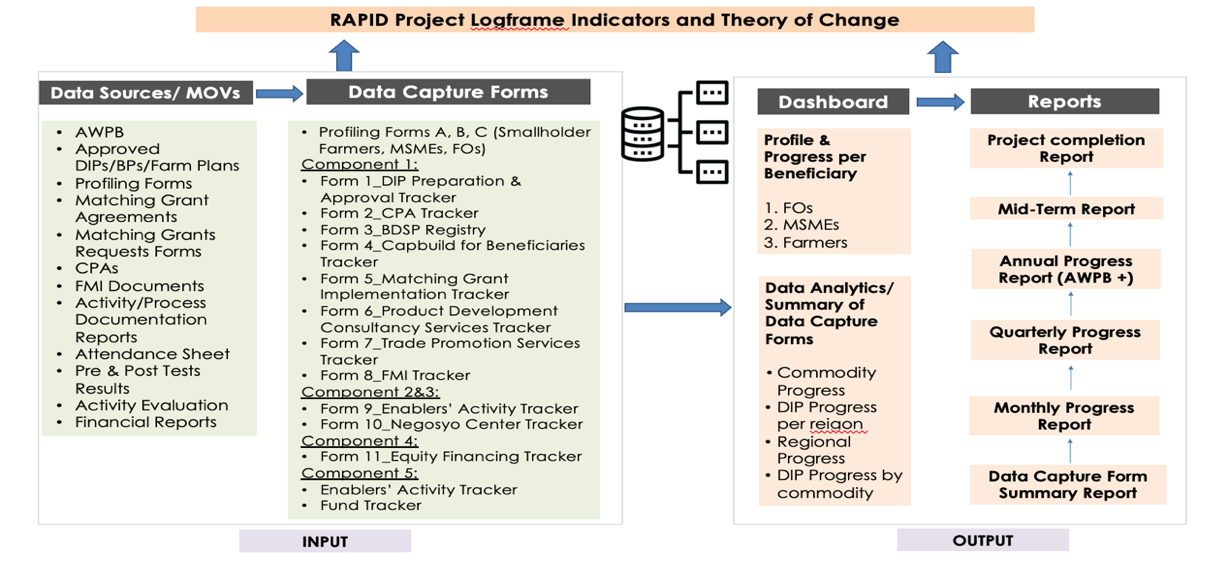 RAPID Project Logframe Indicators and Theory of Change
Data Sources/ MOVs
• AWPB
• Approved
DIPs/BPs/Farm Plans
• Profiling Forms
• Matching Grant
Agreements
• Matching Grants
Requests Forms
• CPAs
• FMI Documents
• Activity/Process
Documentation
Reports
• Attendance Sheet
• Pre & Post Tests
Results
• Activity Evaluation
• Financial Reports
Data Capture Forms
• Profiling Forms A, B, C (Smallholder
Farmers, MSMEs, FOs)
Component 1:
• Form 1_DIP Preparation &
Approval Tracker
• Form 2_CPA Tracker
• Form 3_BDSP Registry
• Form 4_Capbuild for Beneficiaries
Tracker
• Form 5_Matching Grant
Implementation Tracker
• Form 6_Product Development
Consultancy Services Tracker
• Form 7_Trade Promotion Services
Tracker
• Form 8_FMI Tracker
Component 2&3:
• Form 9_Enablers’ Activity Tracker
• Form 10_Negosyo Center Tracker
Component 4:
• Form 11_Equity Financing Tracker
Component 5:
• Enablers’ Activity Tracker
• Fund Tracker
INPUT
Dashboard
Profile &
Progress per
Beneficiary
1. FOs
2. MSMEs
3. Farmers
Data Analytics/
Summary of
Data Capture
Forms
• Commodity
Progress
• DIP Progress
per reigon
• Regional
Progress
• DIP Progress by
commodity
Reports
Project completion
Report
Mid-Term Report
Annual Progress
Report (AWPB +)
Quarterly Progress
Report
Monthly Progress
Report
Data Capture Form
Summary Report
OUTPUT